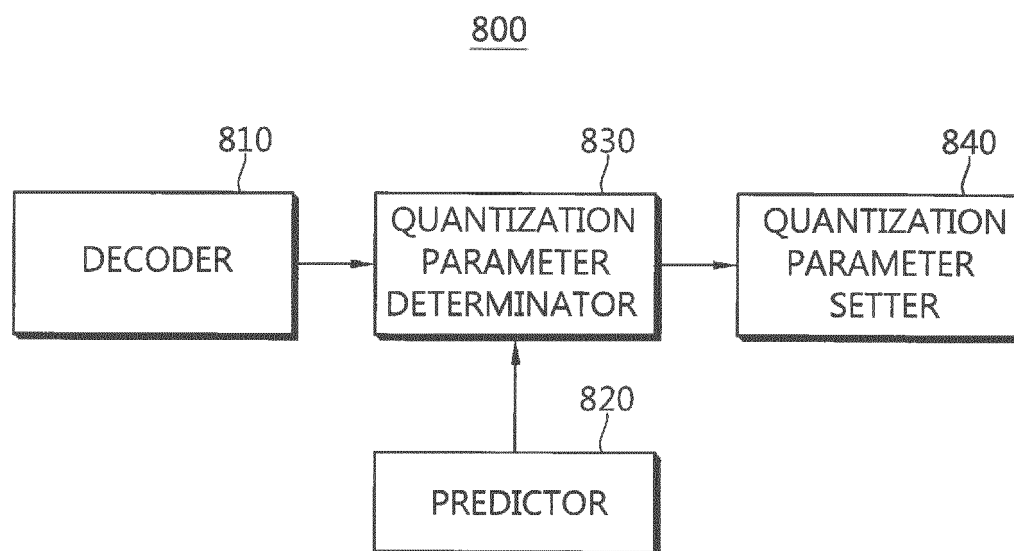 800
810
DECODER
830
QUANTIZATION
PARAMETER
DETERMINATOR
840
QUANTIZATION
PARAMETER
SETTER
820
PREDICTOR